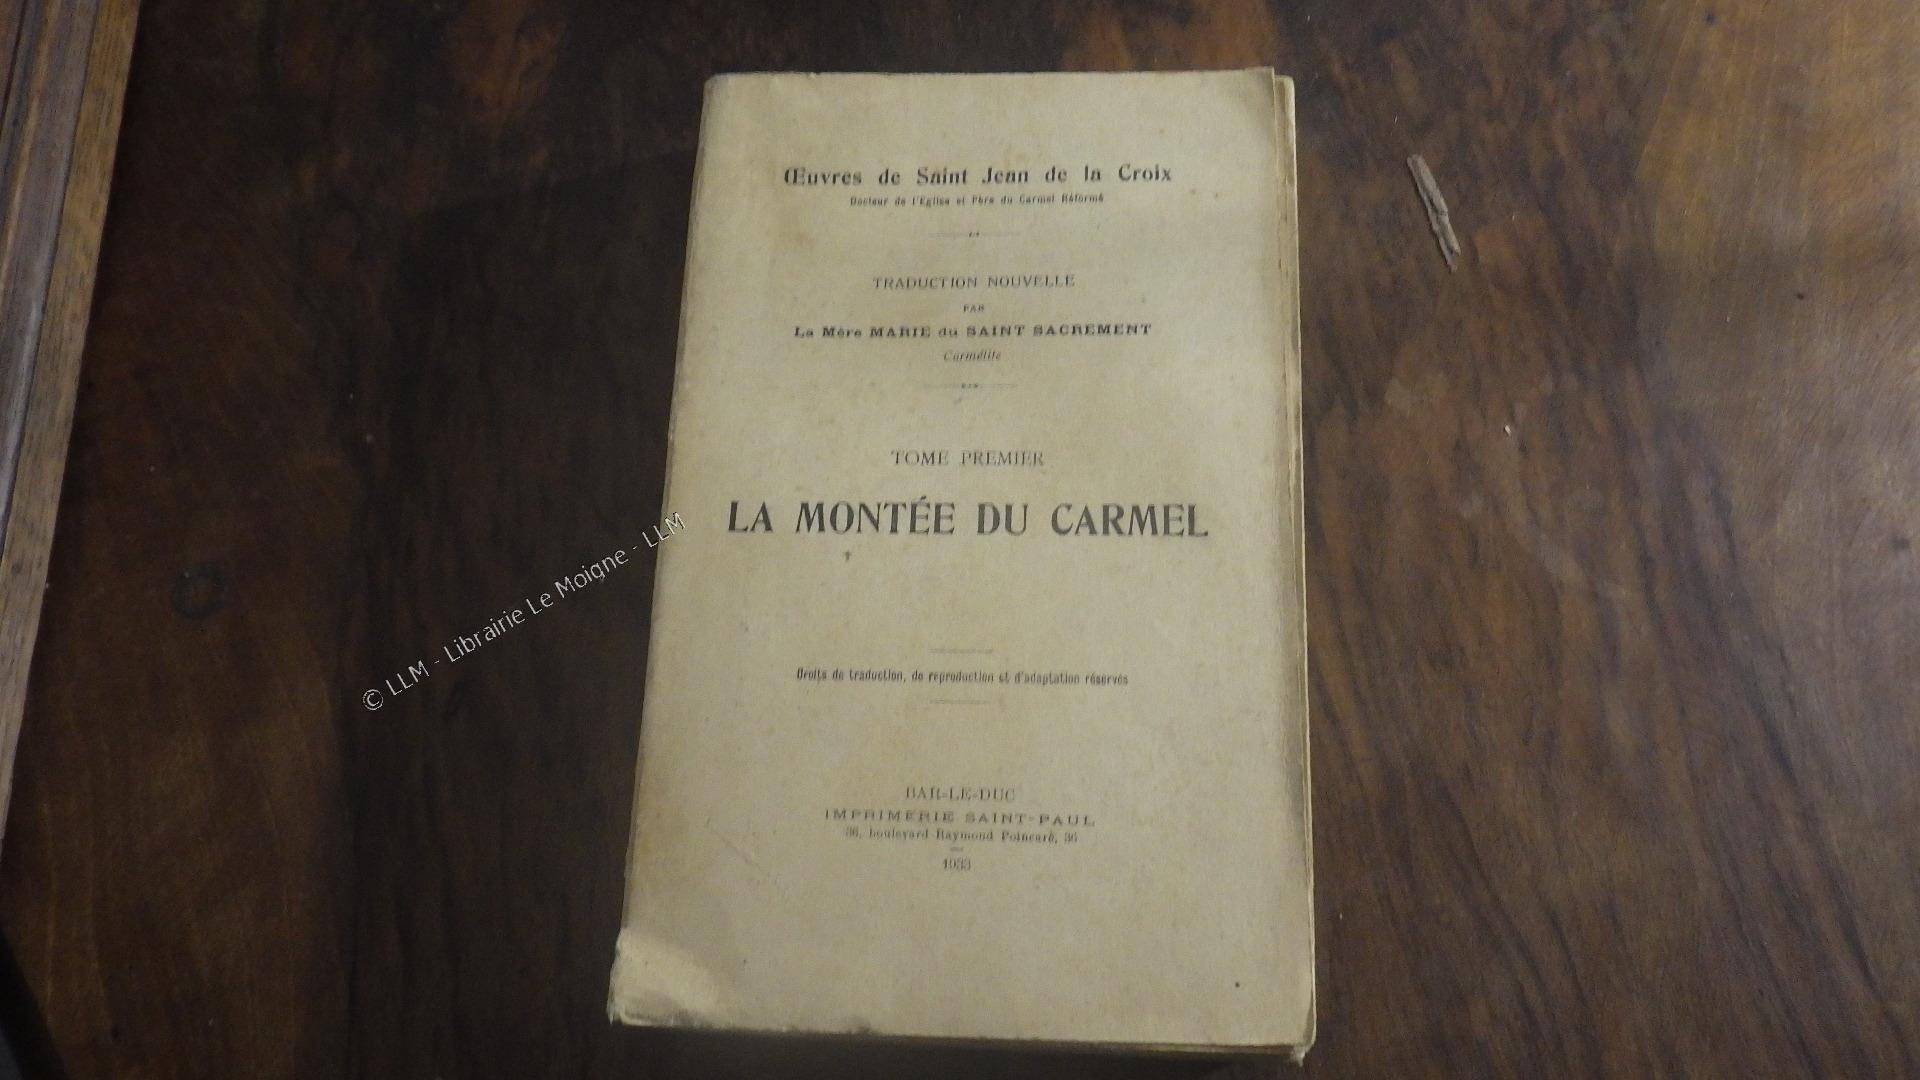 Œuvres de Saint Jean de la Croix
Docteur de l'Eglise et Père du Carmel Réformé
TRADUCTION NOUVELLE
PAR
La Mère MARIE du SAINT SACREMENT
Carmélite
TOME PREMIER
LA MONTÉE DU CARMEL
Droits de traduction, de reproduction et d'adaptation réservés
BAR-LE-DUC
IMPRIMERIE SAINT-PAUL
36, boulevard Raymond Poincaré, 36
1933
© LLM - Librairie Le Moigne - LLM